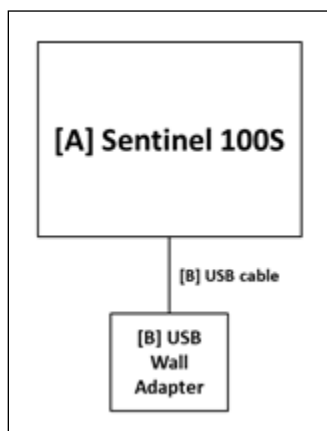 [A] Sentinel 100S
[B] USB cable
[B] USB
Wall
Adapter